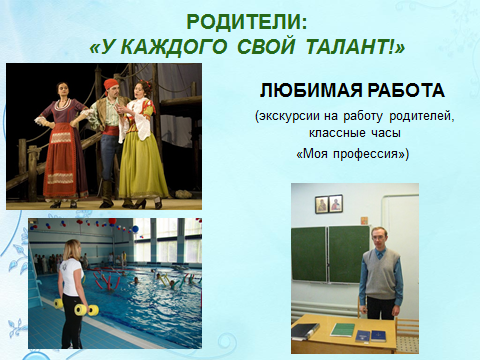 РОДИТЕЛИ:
«У КАЖДОГО СВОЙ ТАЛАНТ!»
ЛЮБИМАЯ РАБОТА
(экскурсии на работу родителей,
классные часы
«Моя профессия»)